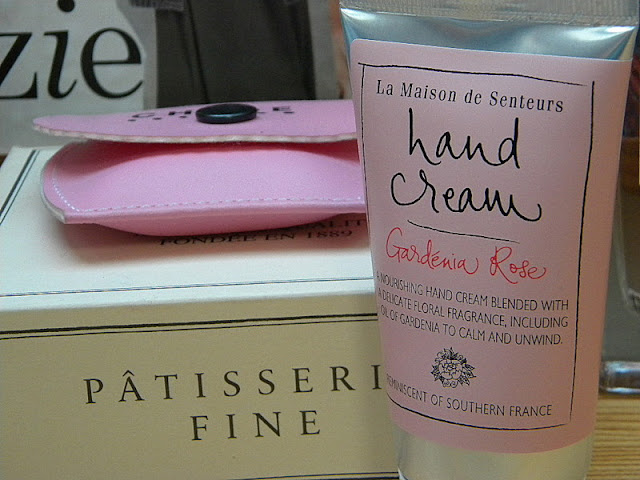 zie
La Maison de Senteurs
hand
cream
Gardénia Rose
NOURISHING HAND CREAM BLENDED WITH
A DELICATE FLORAL FRAGRANCE, INCLUDING
OIL OF GARDENIA TO CALM AND UNWIND.
REMINISCENT OF SOUTHERN FRANCE
FONDÉE EN 1889
PÂTISSERI
FINE